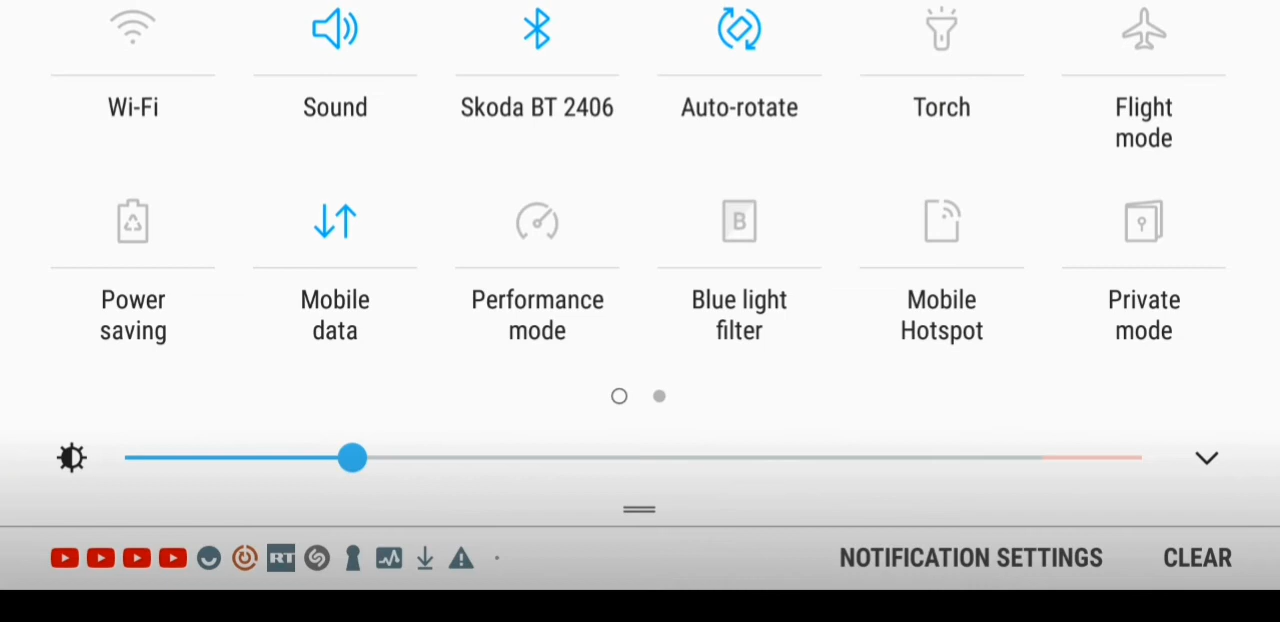 Wi-Fi
Sound
Skoda BT 2406
Auto-rotate
Torch
Flight
mode
Power
saving
Mobile
data
Performance
mode
B
Blue light
filter
Mobile
Hotspot
Private
mode
RT
NOTIFICATION SETTINGS
CLEAR